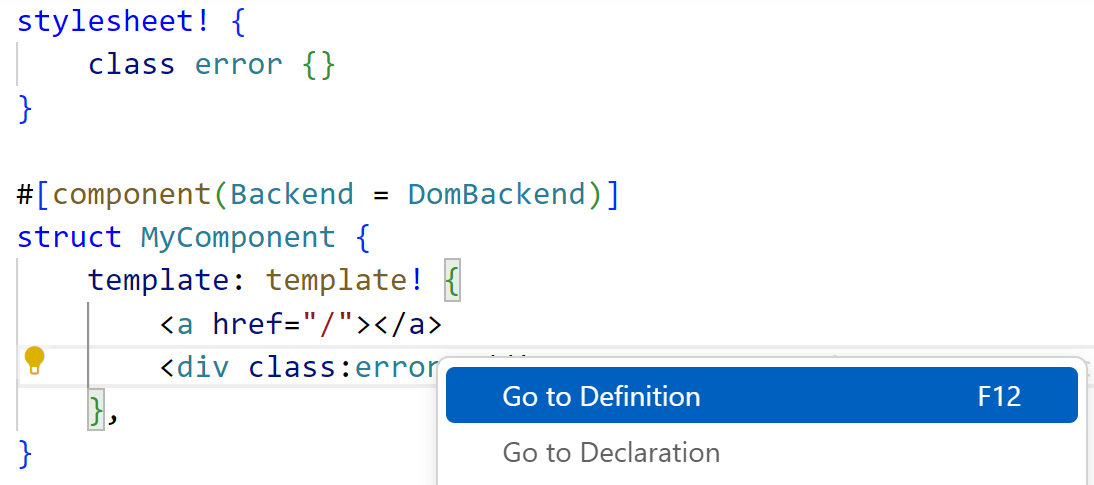 stylesheet! {
    class error {}
}
#[component(Backend = DomBackend)]
struct MyComponent {
    template: template! {
        <a href="/"></a>
        <div class:error
    },
}
Go to Definition F12
Go to Declaration